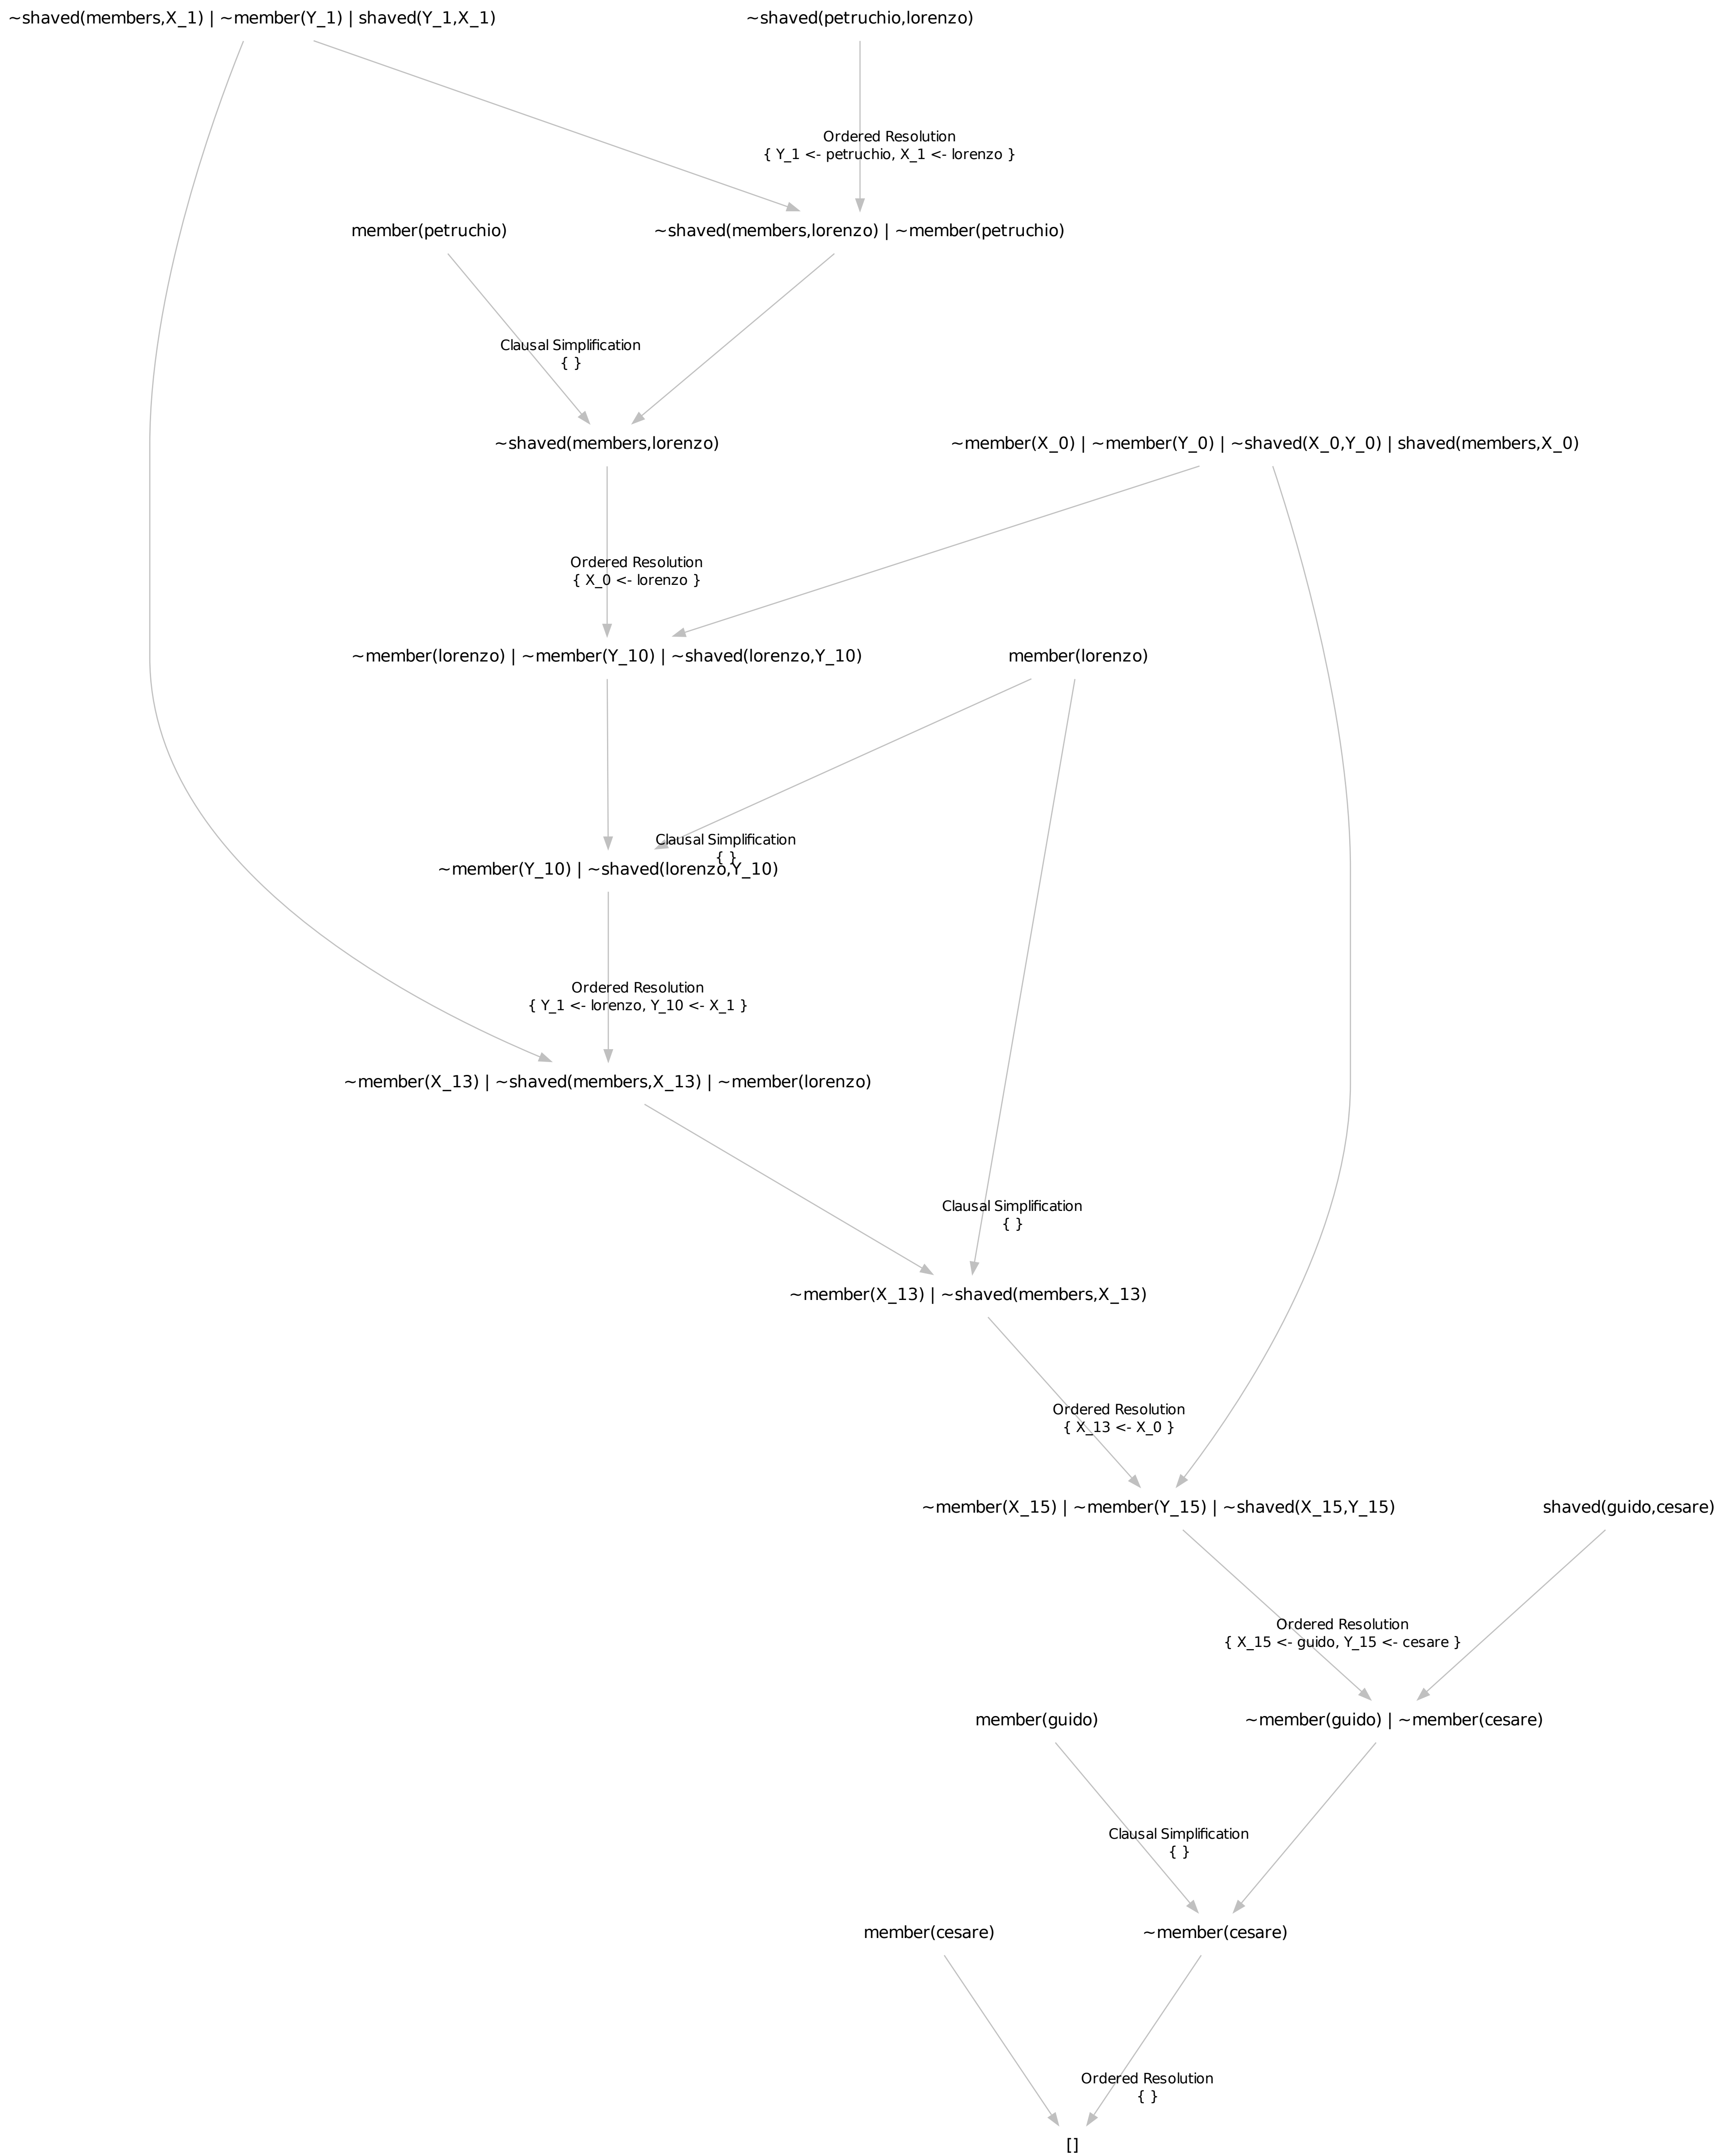 ~shaved(members,X_1) | ~member(Y_1) | shaved(Y_1,X_1)
~shaved(petruchio,lorenzo)
Ordered Resolution
{ Y_1 <- petruchio, X_1 <- lorenzo }
member(petruchio)
~shaved(members,lorenzo) | ~member(petruchio)
Clausal Simplification
{ }
~shaved(members,lorenzo)
~member(X_0) | ~member(Y_0) | ~shaved(X_0,Y_0) | shaved(members,X_0)
Ordered Resolution
{ X_0 <- lorenzo }
~member(lorenzo) | ~member(Y_10) | ~shaved(lorenzo,Y_10)
member(lorenzo)
Clausal Simplification
{ }
~member(Y_10) | ~shaved(lorenzo,Y_10)
Ordered Resolution
{ Y_1 <- lorenzo, Y_10 <- X_1 }
~member(X_13) | ~shaved(members,X_13) | ~member(lorenzo)
Clausal Simplification
{ }
~member(X_13) | ~shaved(members,X_13)
Ordered Resolution
{ X_13 <- X_0 }
~member(X_15) | ~member(Y_15) | ~shaved(X_15,Y_15)
shaved(guido,cesare)
Ordered Resolution
{ X_15 <- guido, Y_15 <- cesare }
member(guido)
~member(guido) | ~member(cesare)
Clausal Simplification
{ }
member(cesare)
~member(cesare)
Ordered Resolution
{ }
[]